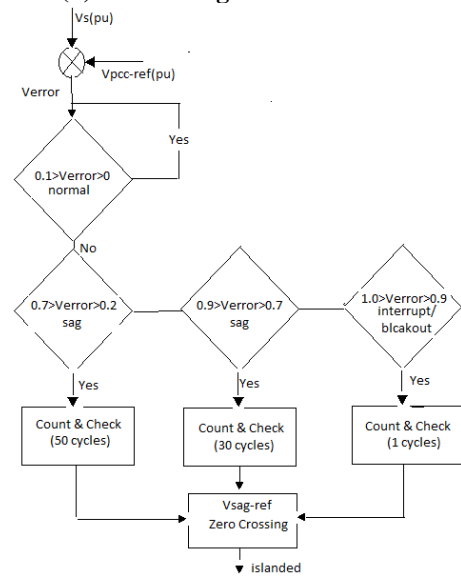 Vs(pu)
Vpcc-ref(pu)
Verror
Yes
0.1>Verror>0
normal
No
0.7>Verror>0.2
sag
0.9>Verror>0.7
sag
1.0>Verror>0.9
interrupt/
blcakout
Yes
Yes
Yes
Count & Check
(50 cycles)
Count & Check
(30 cycles)
Count & Check
(1 cycles)
Vsag-ref
Zero Crossing
islanded